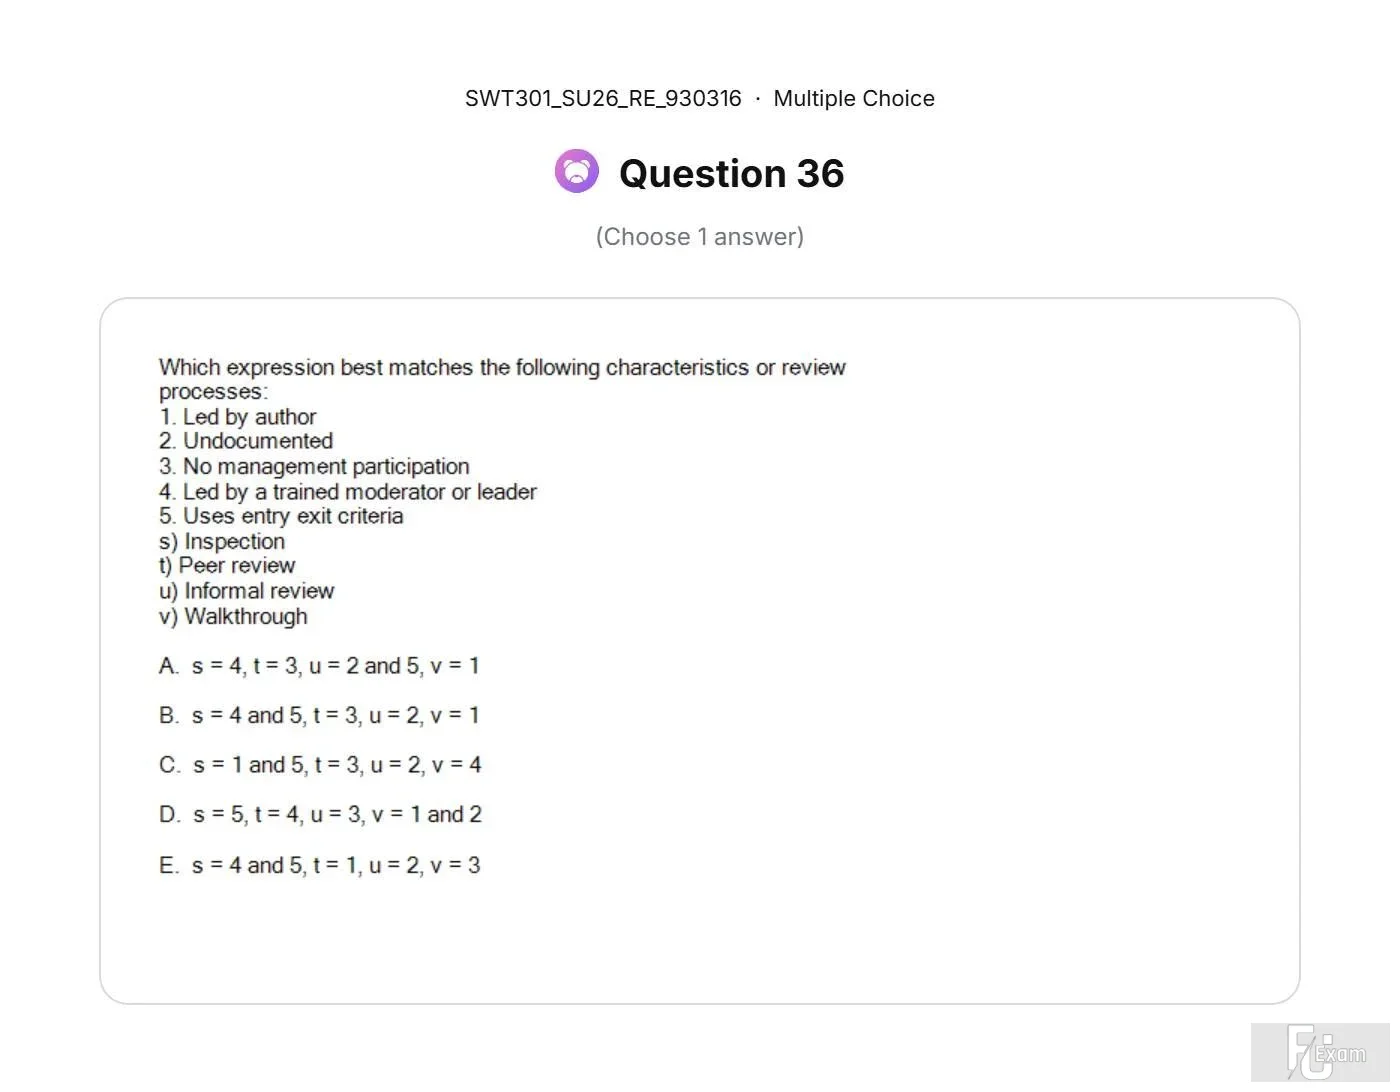 SWT301_SU26_RE_930316 · Multiple Choice
Question 36
(Choose 1 answer)
Which expression best matches the following characteristics or review
processes:
1. Led by author
2. Undocumented
3. No management participation
4. Led by a trained moderator or leader
5. Uses entry exit criteria
s) Inspection
t) Peer review
u) Informal review
v) Walkthrough
A. s = 4, t = 3, u = 2 and 5, v = 1
B. s = 4 and 5, t = 3, u = 2, v = 1
C. s = 1 and 5, t = 3, u = 2, v = 4
D. s = 5, t = 4, u = 3, v = 1 and 2
E. s = 4 and 5, t = 1, u = 2, v = 3
Exam